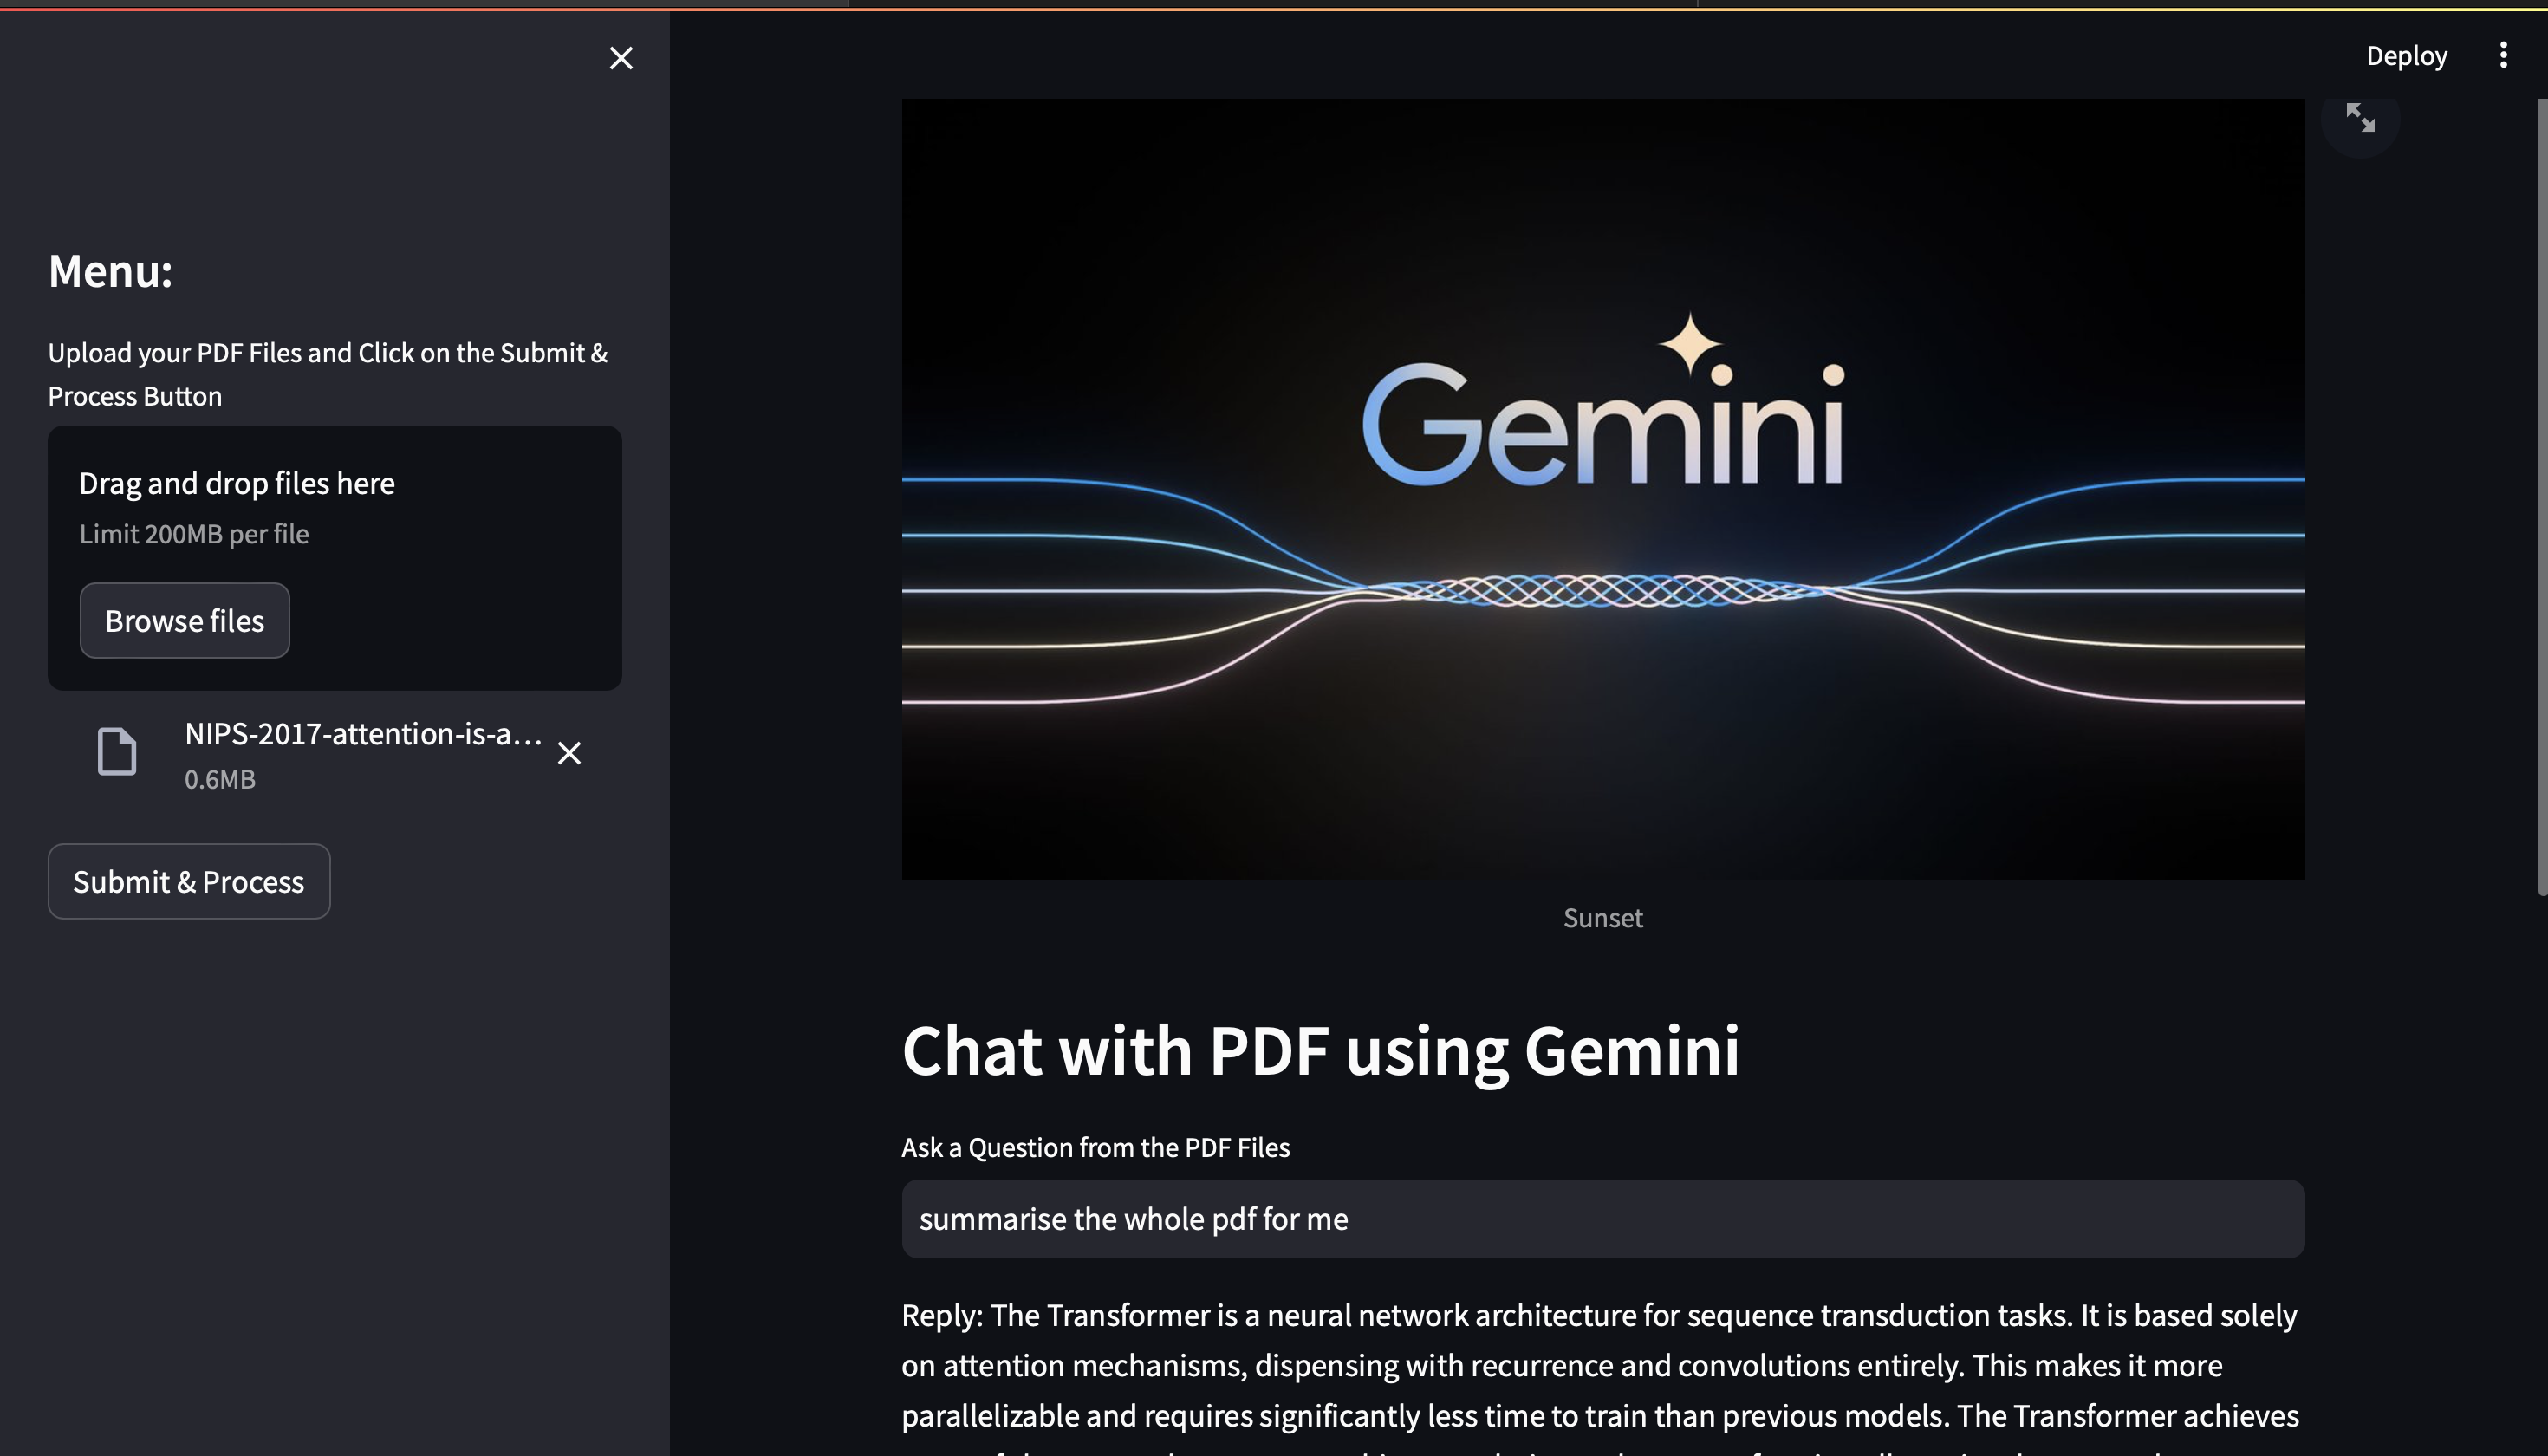 Menu:
Upload your PDF Files and Click on the Submit &
Process Button
Drag and drop files here
Limit 200MB per file
Browse files
NIPS-2017-attention-is-a...
0.6MB
Submit & Process
Deploy
Gemini
Sunset
Chat with PDF using Gemini
Ask a Question from the PDF Files
summarise the whole pdf for me
Reply: The Transformer is a neural network architecture for sequence transduction tasks. It is based solely
on attention mechanisms, dispensing with recurrence and convolutions entirely. This makes it more
parallelizable and requires significantly less time to train than previous models. The Transformer achieves